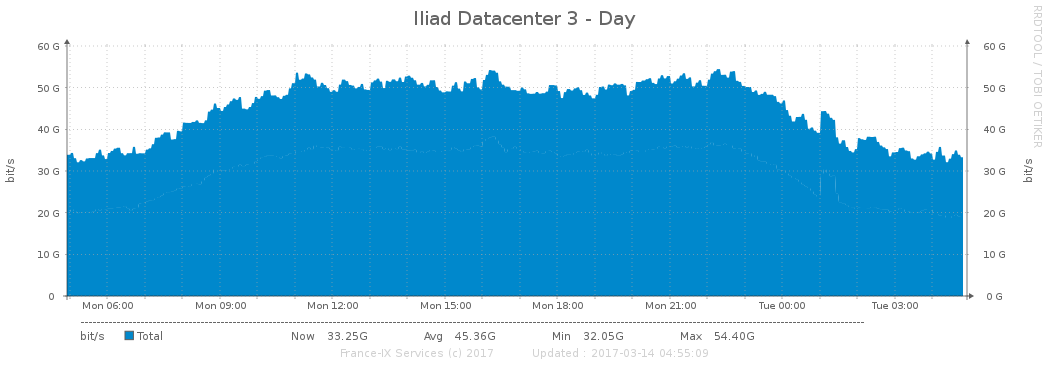 Iliad Datacenter 3 - Day
RRDTOOL / TOBI OETIKER
bit/s
bit/s
60 G
50 G
40 G
30 G
20 G
10 G
0
60 G
50 G
40 G
30 G
20 G
10 G
0 G
Mon 06:00 Mon 09:00 Mon 12:00 Mon 15:00 Mon 18:00 Mon 21:00 Tue 00:00 Tue 03:00
bit/s Total Now 33.25G Avg 45.36G Min 32.05G Max 54.40G
France-IX Services (c) 2017 Updated : 2017-03-14 04:55:09